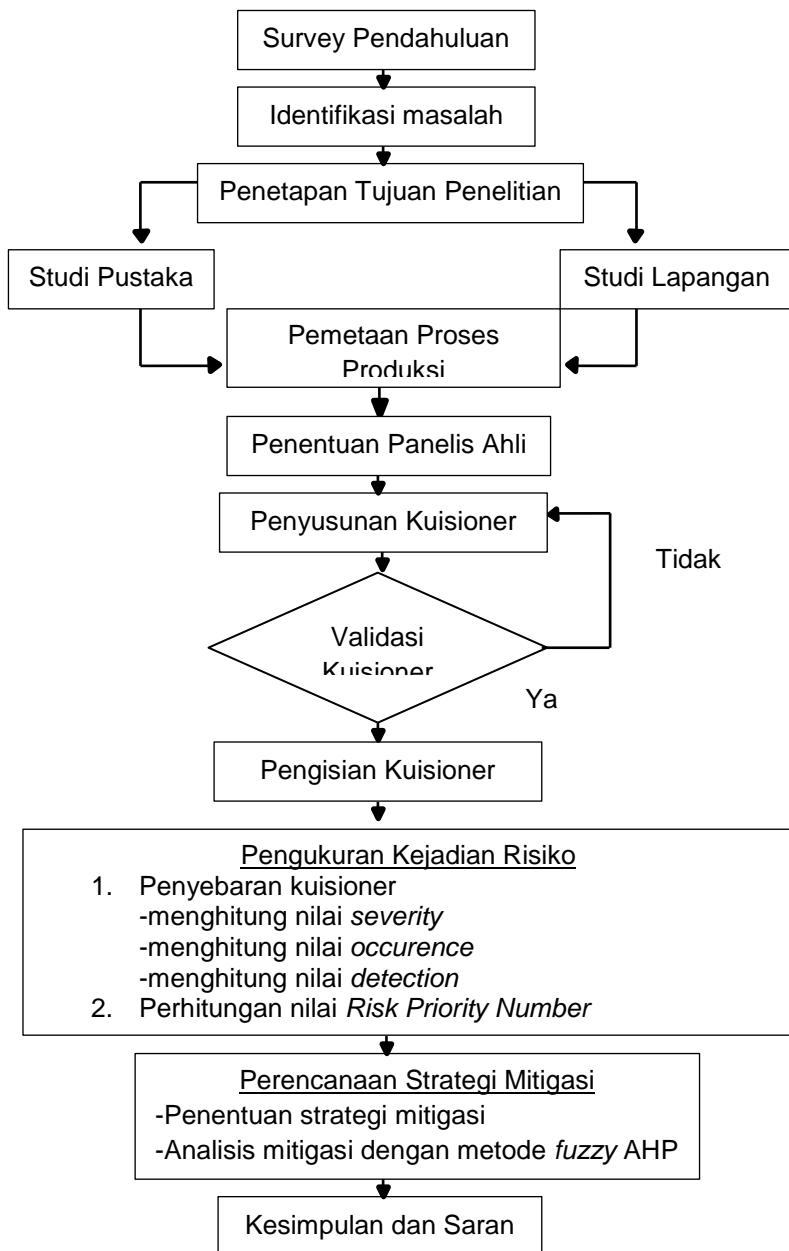 Survey Pendahuluan
Identifikasi masalah
Penetapan Tujuan Penelitian
Studi Pustaka
Studi Lapangan
Pemetaan Proses
Produksi
Penentuan Panelis Ahli
Penyusunan Kuisioner
Tidak
Validasi
Kuisioner
Ya
Pengisian Kuisioner
Pengukuran Kejadian Risiko
1. Penyebaran kuisioner
-menghitung nilai severity
-menghitung nilai occurence
-menghitung nilai detection
2. Perhitungan nilai Risk Priority Number
Perencanaan Strategi Mitigasi
-Penentuan strategi mitigasi
-Analisis mitigasi dengan metode fuzzy AHP
Kesimpulan dan Saran